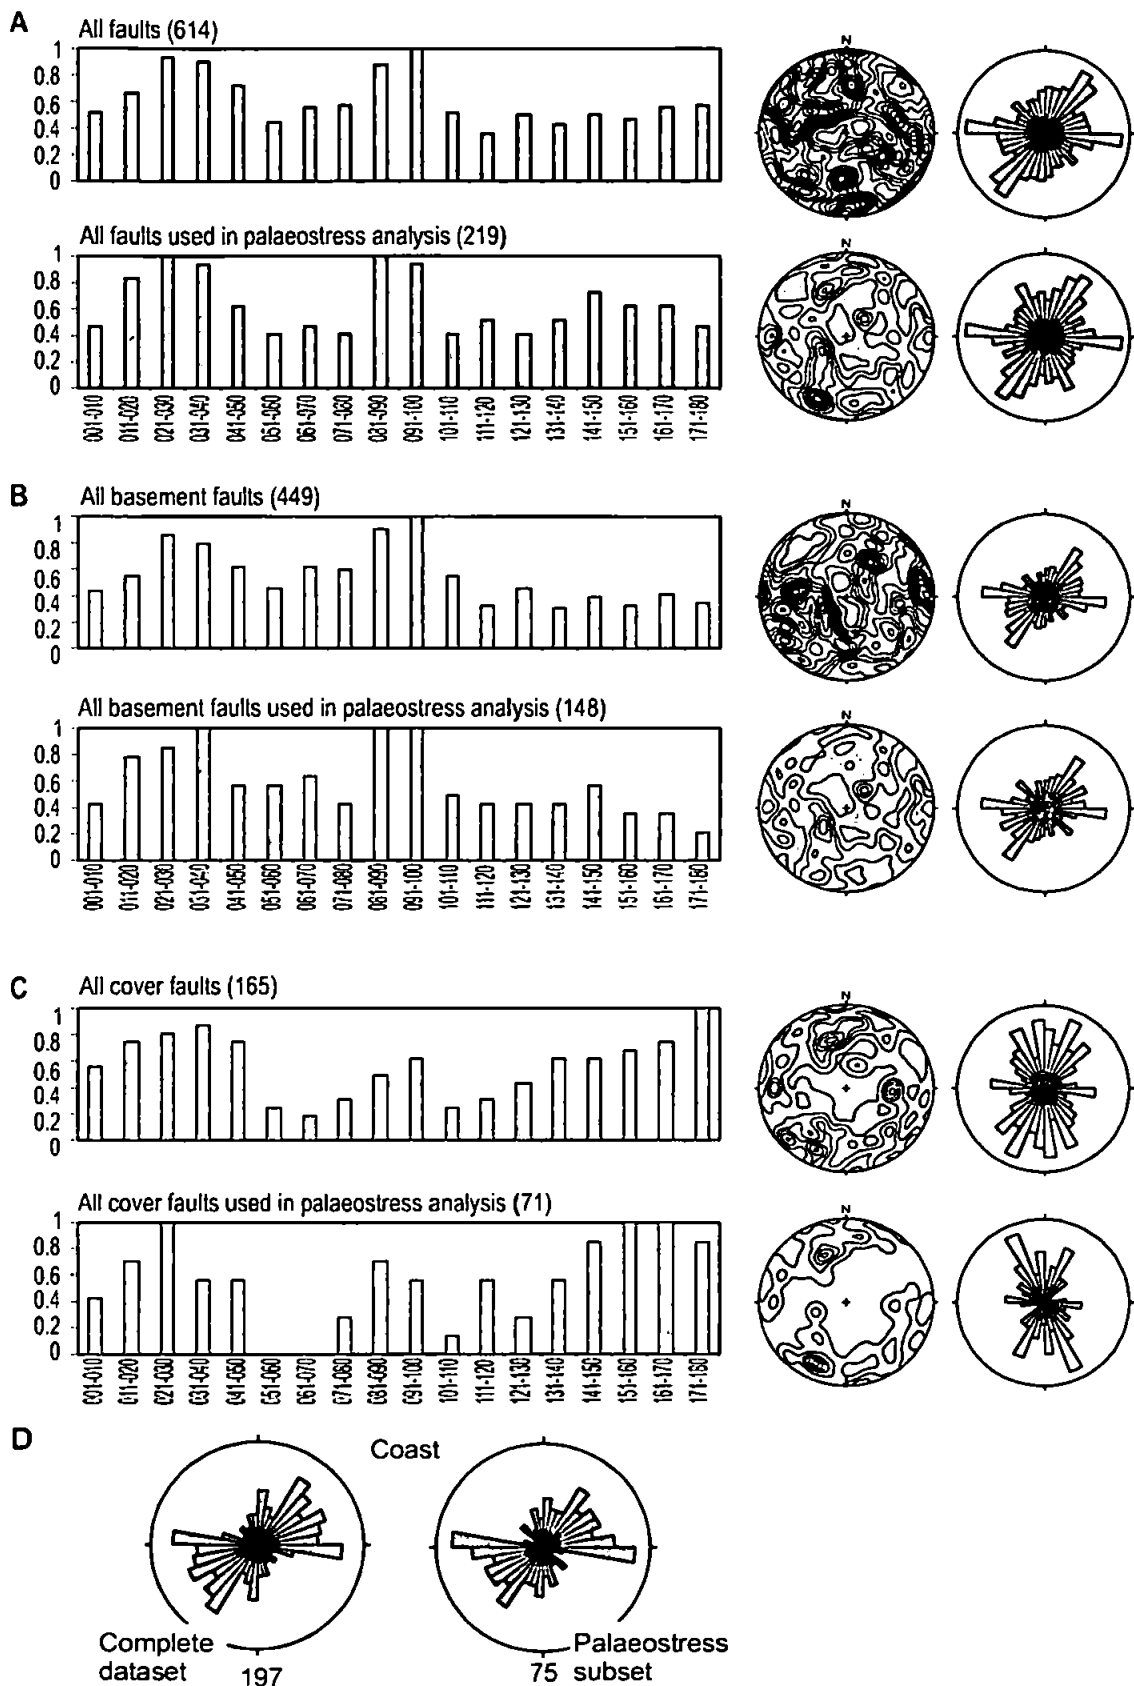 A
All faults (614)
1
0.8
0.6
0.4
0.2
0
N
All faults used in palaeostress analysis (219)
1
0.8
0.6
0.4
0.2
0
N
001-010 011-020 021-030 031-040 041-050 051-060 061-070 071-080 081-090 091-100 101-110 111-120 121-130 131-140 141-150 151-160 161-170 171-180
B
All basement faults (449)
1
0.8
0.6
0.4
0.2
0
N
All basement faults used in palaeostress analysis (148)
1
0.8
0.6
0.4
0.2
0
N
001-010 011-020 021-030 031-040 041-050 051-060 061-070 071-080 081-090 091-100 101-110 111-120 121-130 131-140 141-150 151-160 161-170 171-180
C
All cover faults (165)
1
0.8
0.6
0.4
0.2
0
N
All cover faults used in palaeostress analysis (71)
1
0.8
0.6
0.4
0.2
0
N
001-010 011-020 021-030 031-040 041-050 051-060 061-070 071-080 081-090 091-100 101-110 111-120 121-130 131-140 141-150 151-160 161-170 171-180
D
Coast
Complete
dataset
197
75
Palaeostress
subset